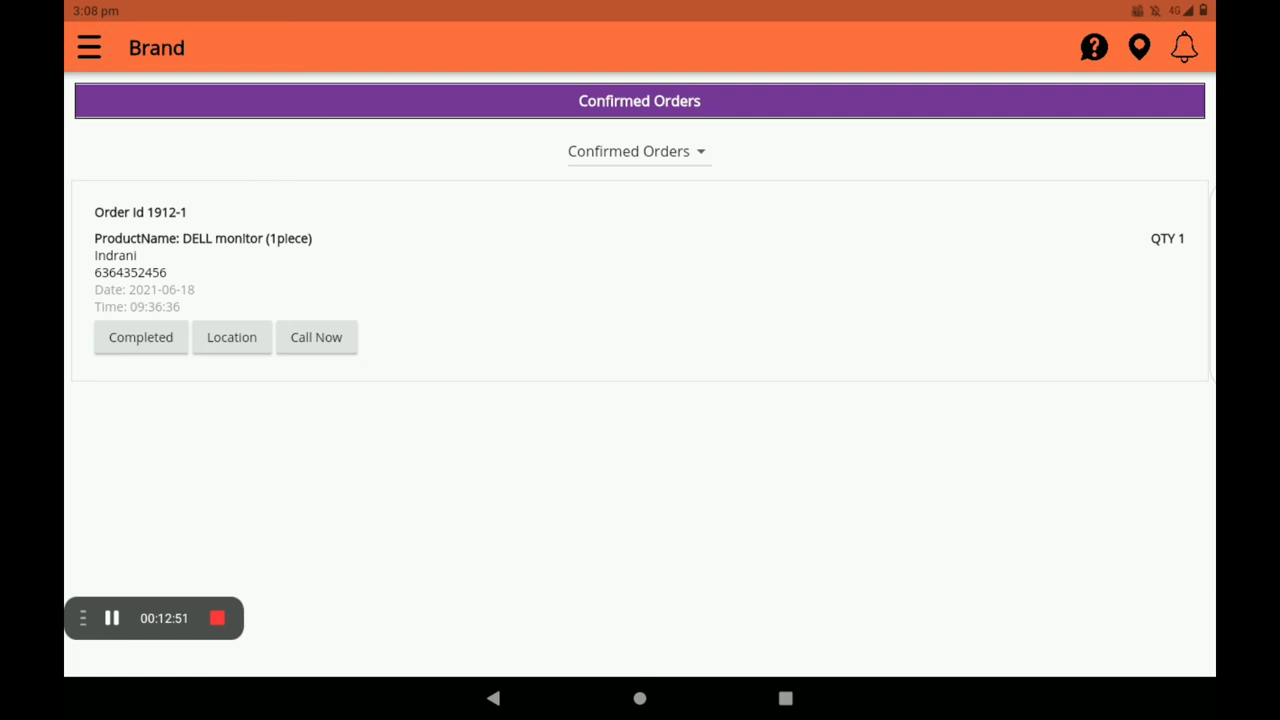 3:08 pm
4G
Brand
Confirmed Orders
Confirmed Orders
Order Id 1912-1
ProductName: DELL monitor (1piece)
QTY 1
Indrani
6364352456
Date: 2021-06-18
Time: 09:36:36
Completed Location Call Now
00:12:51